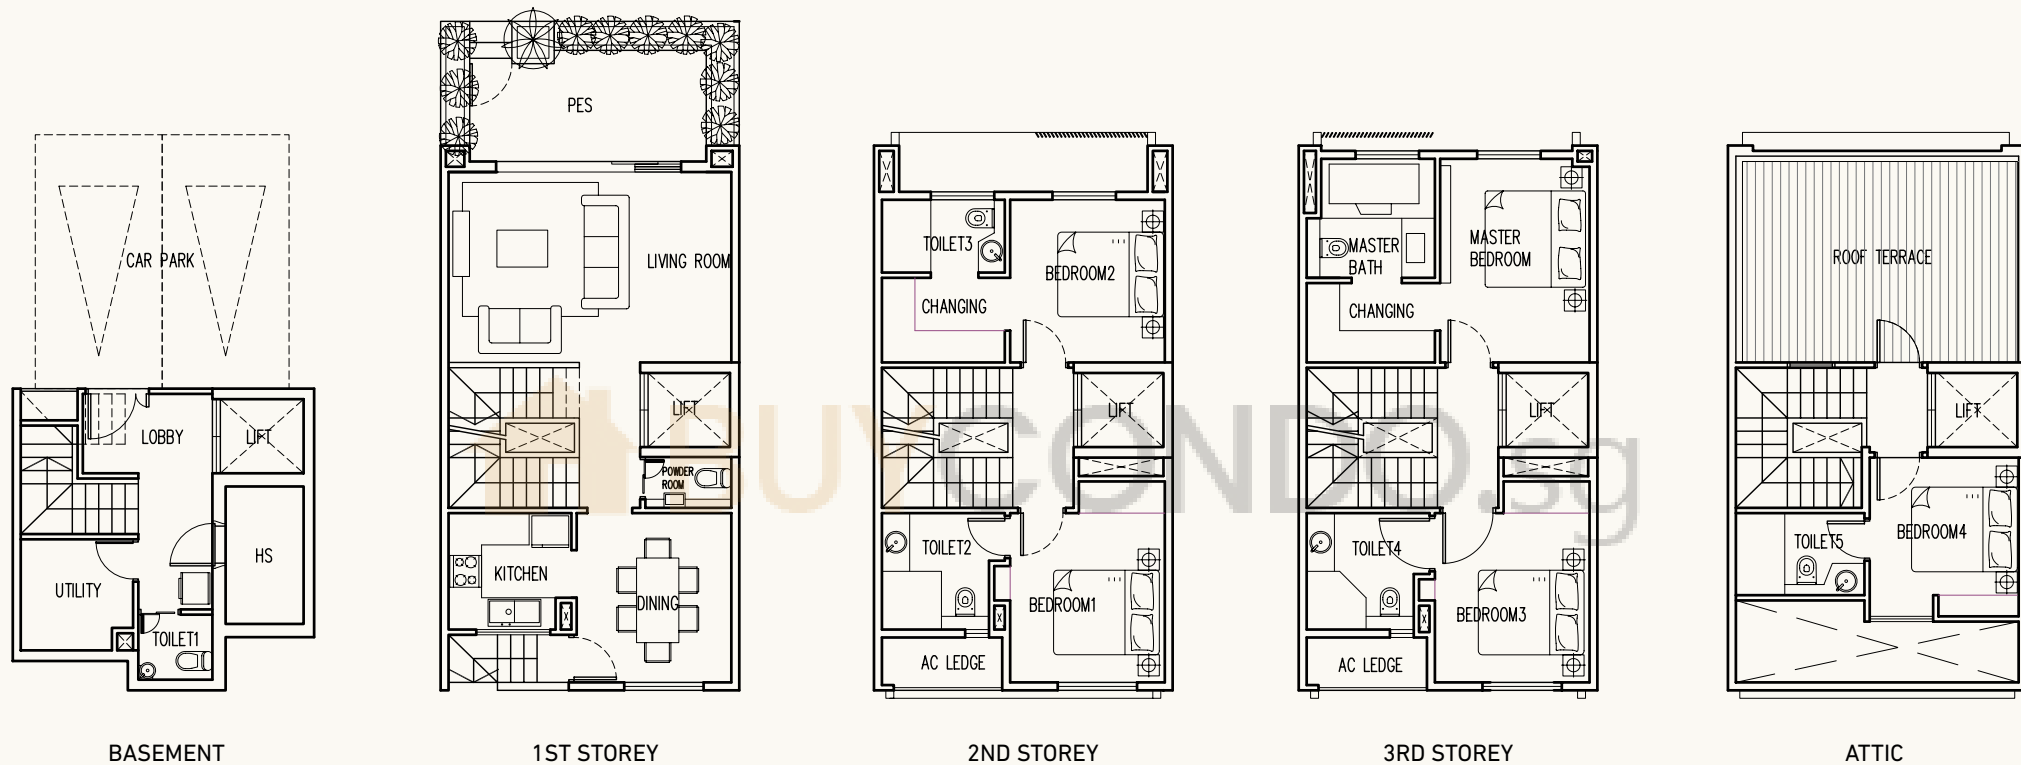 CAR PARK
LOBBY
LIFT
UTILITY
HS
TOILET1
BASEMENT
PES
LIVING ROOM
LIFT
POWDER
ROOM
KITCHEN
DINING
1ST STOREY
TOILET3
BEDROOM2
CHANGING
LIFT
TOILET2
BEDROOM1
AC LEDGE
2ND STOREY
MASTER
BATH
MASTER
BEDROOM
CHANGING
LIFT
TOILET4
BEDROOM3
AC LEDGE
3RD STOREY
ROOF TERRACE
LIFT
TOILET5
BEDROOM4
ATTIC
BUYCONDO.sg